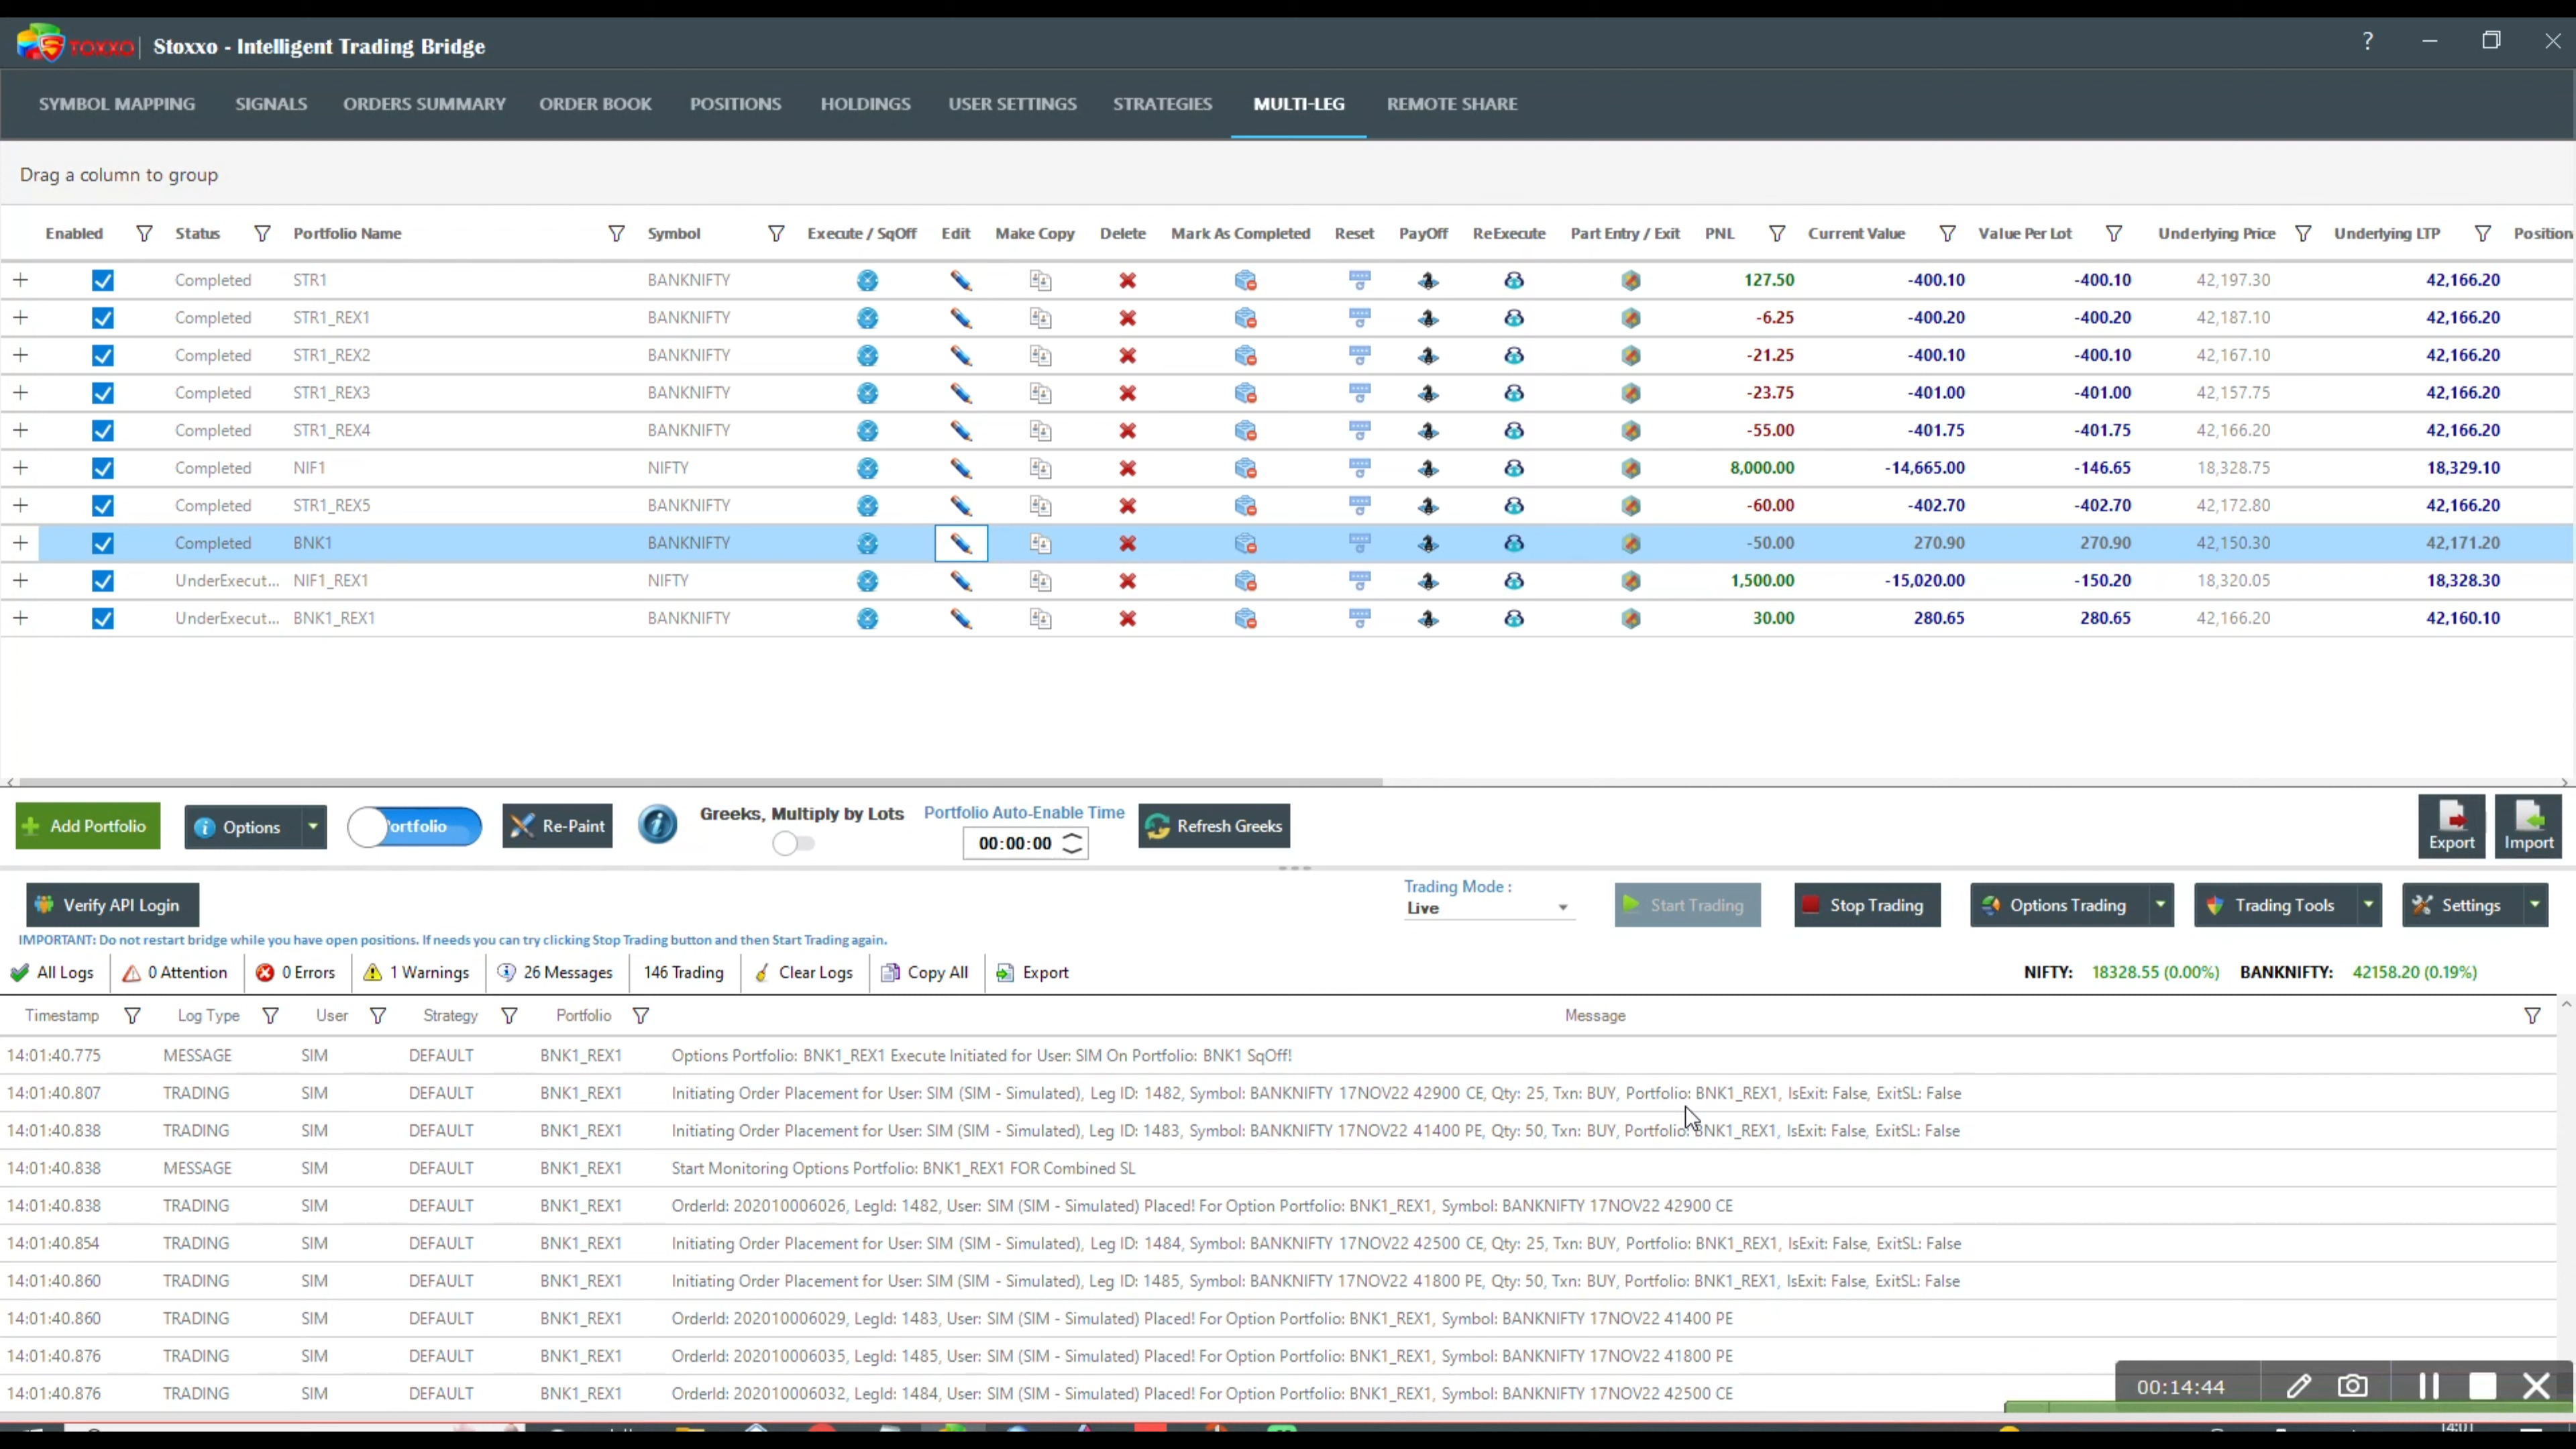 TOXXO | Stoxxo - Intelligent Trading Bridge ?
SYMBOL MAPPING SIGNALS ORDERS SUMMARY ORDER BOOK POSITIONS HOLDINGS USER SETTINGS STRATEGIES MULTI-LEG REMOTE SHARE
Drag a column to group
Enabled Status Portfolio Name Symbol Execute / SqOff Edit Make Copy Delete Mark As Completed Reset PayOff ReExecute Part Entry / Exit PNL Current Value Value Per Lot Underlying Price Underlying LTP Position
Completed STR1 BANKNIFTY 127.50 -400.10 -400.10 42,197.30 42,166.20
Completed STR1_REX1 BANKNIFTY -6.25 -400.20 -400.20 42,187.10 42,166.20
Completed STR1_REX2 BANKNIFTY -21.25 -400.10 -400.10 42,167.10 42,166.20
Completed STR1_REX3 BANKNIFTY -23.75 -401.00 -401.00 42,157.75 42,166.20
Completed STR1_REX4 BANKNIFTY -55.00 -401.75 -401.75 42,166.20 42,166.20
Completed NIF1 NIFTY 8,000.00 -14,665.00 -146.65 18,328.75 18,329.10
Completed STR1_REX5 BANKNIFTY -60.00 -402.70 -402.70 42,172.80 42,166.20
Completed BNK1 BANKNIFTY -50.00 270.90 270.90 42,150.30 42,171.20
UnderExecut... NIF1_REX1 NIFTY 1,500.00 -15,020.00 -150.20 18,320.05 18,328.30
UnderExecut... BNK1_REX1 BANKNIFTY 30.00 280.65 280.65 42,166.20 42,160.10
Add Portfolio Options ortfolio Re-Paint Greeks, Multiply by Lots Portfolio Auto-Enable Time Refresh Greeks
00:00:00 Export Import
Verify API Login Trading Mode : Live Start Trading Stop Trading Options Trading Trading Tools Settings
IMPORTANT: Do not restart bridge while you have open positions. If needs you can try clicking Stop Trading button and then Start Trading again.
All Logs 0 Attention 0 Errors 1 Warnings 26 Messages 146 Trading Clear Logs Copy All Export NIFTY: 18328.55 (0.00%) BANKNIFTY: 42158.20 (0.19%)
Timestamp Log Type User Strategy Portfolio Message
14:01:40.775 MESSAGE SIM DEFAULT BNK1_REX1 Options Portfolio: BNK1_REX1 Execute Initiated for User: SIM On Portfolio: BNK1 SqOff!
14:01:40.807 TRADING SIM DEFAULT BNK1_REX1 Initiating Order Placement for User: SIM (SIM - Simulated), Leg ID: 1482, Symbol: BANKNIFTY 17NOV22 42900 CE, Qty: 25, Txn: BUY, Portfolio: BNK1_REX1, IsExit: False, ExitSL: False
14:01:40.838 TRADING SIM DEFAULT BNK1_REX1 Initiating Order Placement for User: SIM (SIM - Simulated), Leg ID: 1483, Symbol: BANKNIFTY 17NOV22 41400 PE, Qty: 50, Txn: BUY, Portfolio: BNK1_REX1, IsExit: False, ExitSL: False
14:01:40.838 MESSAGE SIM DEFAULT BNK1_REX1 Start Monitoring Options Portfolio: BNK1_REX1 FOR Combined SL
14:01:40.838 TRADING SIM DEFAULT BNK1_REX1 OrderId: 202010006026, LegId: 1482, User: SIM (SIM - Simulated) Placed! For Option Portfolio: BNK1_REX1, Symbol: BANKNIFTY 17NOV22 42900 CE
14:01:40.854 TRADING SIM DEFAULT BNK1_REX1 Initiating Order Placement for User: SIM (SIM - Simulated), Leg ID: 1484, Symbol: BANKNIFTY 17NOV22 42500 CE, Qty: 25, Txn: BUY, Portfolio: BNK1_REX1, IsExit: False, ExitSL: False
14:01:40.860 TRADING SIM DEFAULT BNK1_REX1 Initiating Order Placement for User: SIM (SIM - Simulated), Leg ID: 1485, Symbol: BANKNIFTY 17NOV22 41800 PE, Qty: 50, Txn: BUY, Portfolio: BNK1_REX1, IsExit: False, ExitSL: False
14:01:40.860 TRADING SIM DEFAULT BNK1_REX1 OrderId: 202010006029, LegId: 1483, User: SIM (SIM - Simulated) Placed! For Option Portfolio: BNK1_REX1, Symbol: BANKNIFTY 17NOV22 41400 PE
14:01:40.876 TRADING SIM DEFAULT BNK1_REX1 OrderId: 202010006035, LegId: 1485, User: SIM (SIM - Simulated) Placed! For Option Portfolio: BNK1_REX1, Symbol: BANKNIFTY 17NOV22 41800 PE
14:01:40.876 TRADING SIM DEFAULT BNK1_REX1 OrderId: 202010006032, LegId: 1484, User: SIM (SIM - Simulated) Placed! For Option Portfolio: BNK1_REX1, Symbol: BANKNIFTY 17NOV22 42500 CE
00:14:44